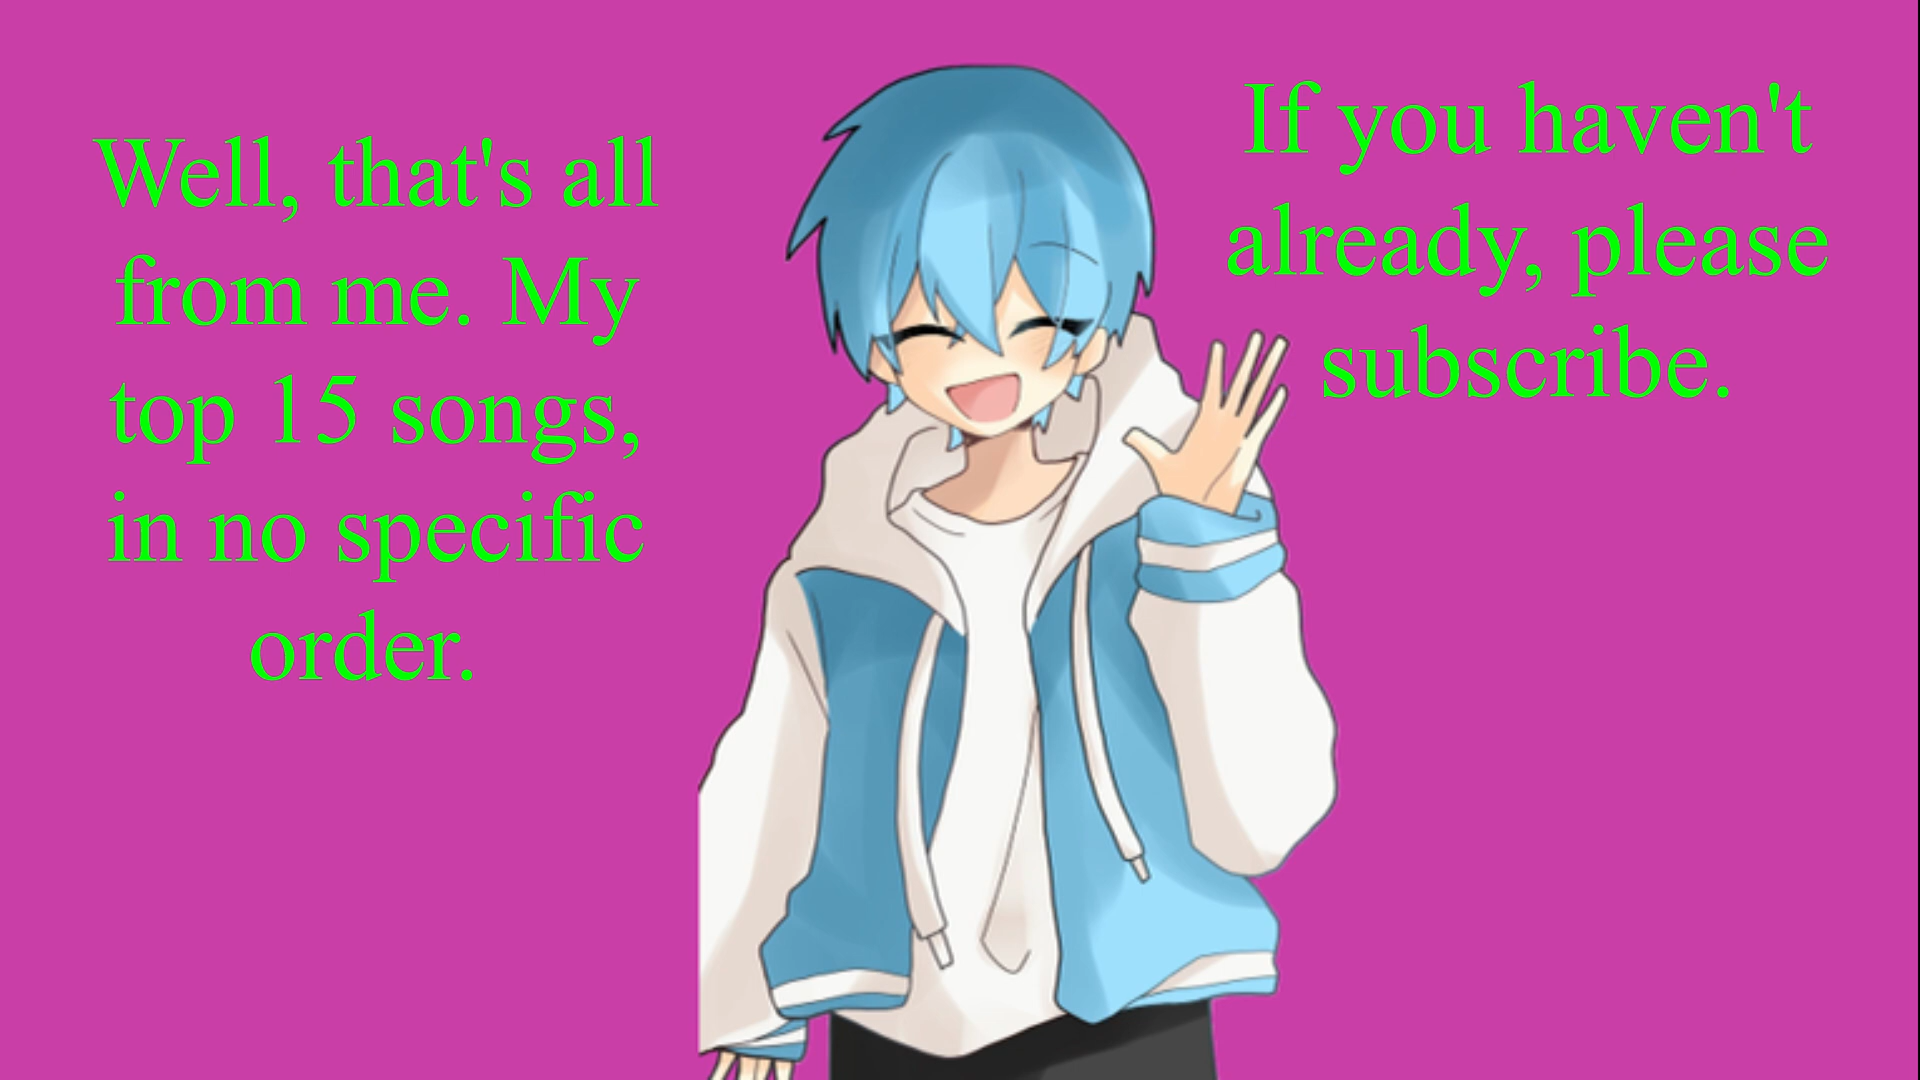 Well, that's all
from me. My
top 15 songs,
in no specific
order.
If you haven't
already, please
subscribe.